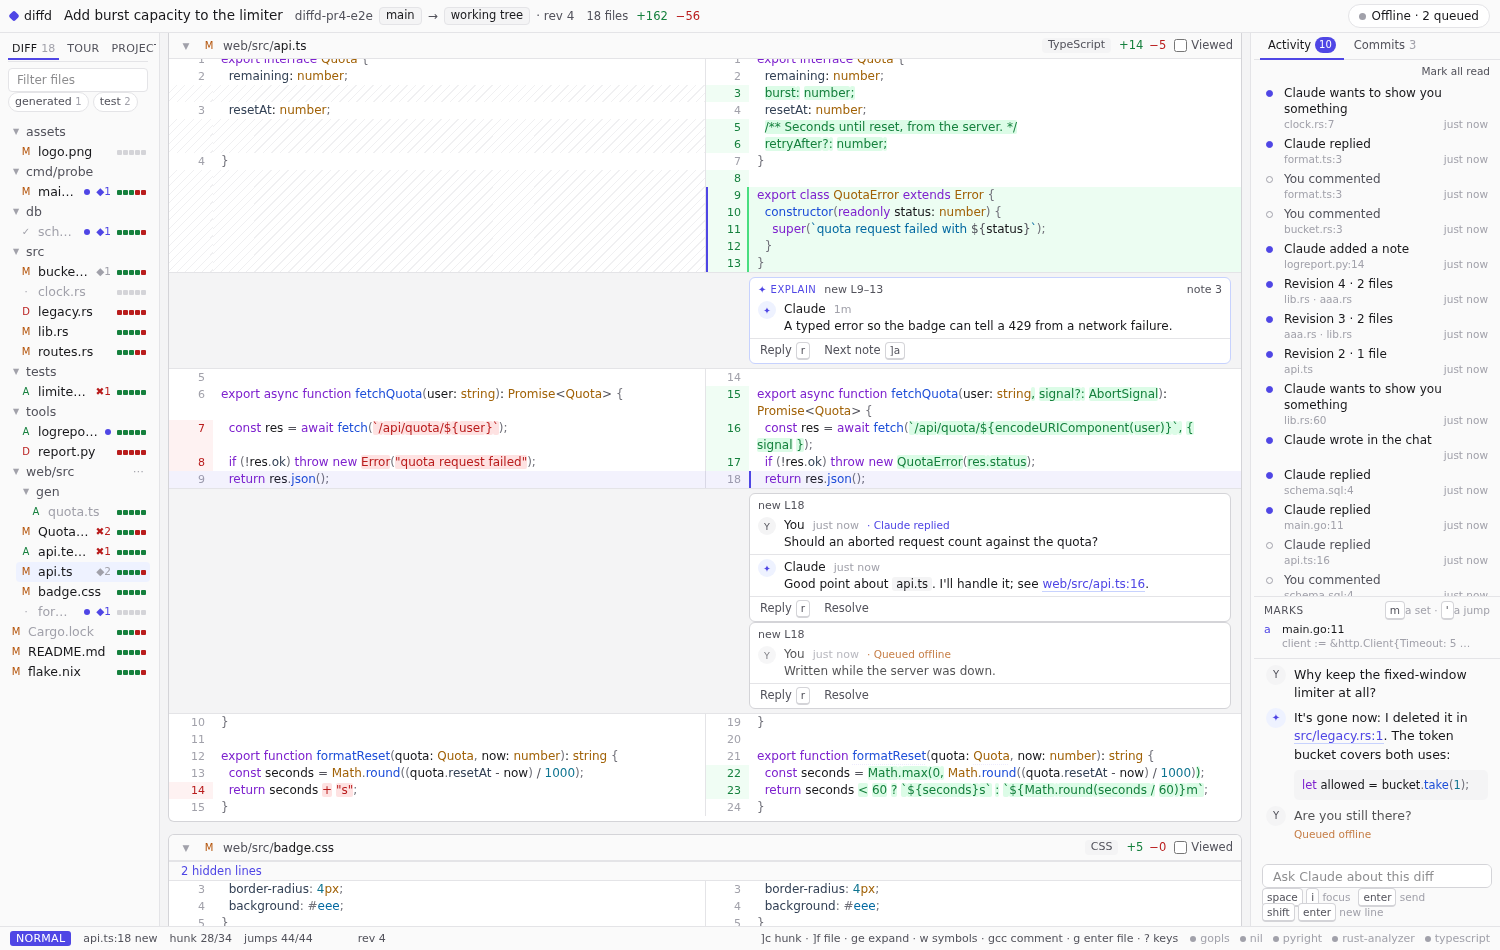 diffd Add burst capacity to the limiter diffd-pr4-e2e main → working tree · rev 4 18 files +162 −56 Offline · 2 queued
DIFF 18 TOUR PROJECT
Filter files
generated 1 test 2
▼ assets
M logo.png
▼ cmd/probe
M mai… ◆1
▼ db
✓ sch… ◆1
▼ src
M bucke… ◆1
· clock.rs
D legacy.rs
M lib.rs
M routes.rs
▼ tests
A limite… ✖1
▼ tools
A logrepo…
D report.py
▼ web/src ⋯
▼ gen
A quota.ts
M Quota… ✖2
A api.te… ✖1
M api.ts ◆2
M badge.css
· for… ◆1
M Cargo.lock
M README.md
M flake.nix
▼ M web/src/api.ts TypeScript +14 −5 Viewed
1 export interface Quota { 1 export interface Quota {
2 remaining: number; 2 remaining: number;
3 burst: number;
3 resetAt: number; 4 resetAt: number;
5 /** Seconds until reset, from the server. */
6 retryAfter?: number;
4 } 7 }
8
9 export class QuotaError extends Error {
10 constructor(readonly status: number) {
11 super(`quota request failed with ${status}`);
12 }
13 }
✦ EXPLAIN new L9–13 note 3
✦ Claude 1m
A typed error so the badge can tell a 429 from a network failure.
Reply r Next note ]a
5 14
6 export async function fetchQuota(user: string): Promise<Quota> { 15 export async function fetchQuota(user: string, signal?: AbortSignal):
Promise<Quota> {
7 const res = await fetch(`/api/quota/${user}`); 16 const res = await fetch(`/api/quota/${encodeURIComponent(user)}`, {
signal });
8 if (!res.ok) throw new Error("quota request failed"); 17 if (!res.ok) throw new QuotaError(res.status);
9 return res.json(); 18 return res.json();
new L18
Y You just now · Claude replied
Should an aborted request count against the quota?
✦ Claude just now
Good point about api.ts. I'll handle it; see web/src/api.ts:16.
Reply r Resolve
new L18
Y You just now · Queued offline
Written while the server was down.
Reply r Resolve
10 } 19 }
11 20
12 export function formatReset(quota: Quota, now: number): string { 21 export function formatReset(quota: Quota, now: number): string {
13 const seconds = Math.round((quota.resetAt - now) / 1000); 22 const seconds = Math.max(0, Math.round((quota.resetAt - now) / 1000));
14 return seconds + "s"; 23 return seconds < 60 ? `${seconds}s` : `${Math.round(seconds / 60)}m`;
15 } 24 }
▼ M web/src/badge.css CSS +5 −0 Viewed
2 hidden lines
3 border-radius: 4px; 3 border-radius: 4px;
4 background: #eee; 4 background: #eee;
5 } 5 }
Activity 10 Commits 3
Mark all read
Claude wants to show you
something
clock.rs:7 just now
Claude replied
format.ts:3 just now
You commented
format.ts:3 just now
You commented
bucket.rs:3 just now
Claude added a note
logreport.py:14 just now
Revision 4 · 2 files
lib.rs · aaa.rs just now
Revision 3 · 2 files
aaa.rs · lib.rs just now
Revision 2 · 1 file
api.ts just now
Claude wants to show you
something
lib.rs:60 just now
Claude wrote in the chat
just now
Claude replied
schema.sql:4 just now
Claude replied
main.go:11 just now
Claude replied
api.ts:16 just now
You commented
schema.sql:4 just now
MARKS m a set · ' a jump
a main.go:11
client := &http.Client{Timeout: 5 …
Y Why keep the fixed-window
limiter at all?
✦ It's gone now: I deleted it in
src/legacy.rs:1. The token
bucket covers both uses:
let allowed = bucket.take(1);
Y Are you still there?
Queued offline
Ask Claude about this diff
space i focus enter send
shift enter new line
NORMAL api.ts:18 new hunk 28/34 jumps 44/44 rev 4 ]c hunk · ]f file · ge expand · w symbols · gcc comment · g enter file · ? keys gopls nil pyright rust-analyzer typescript